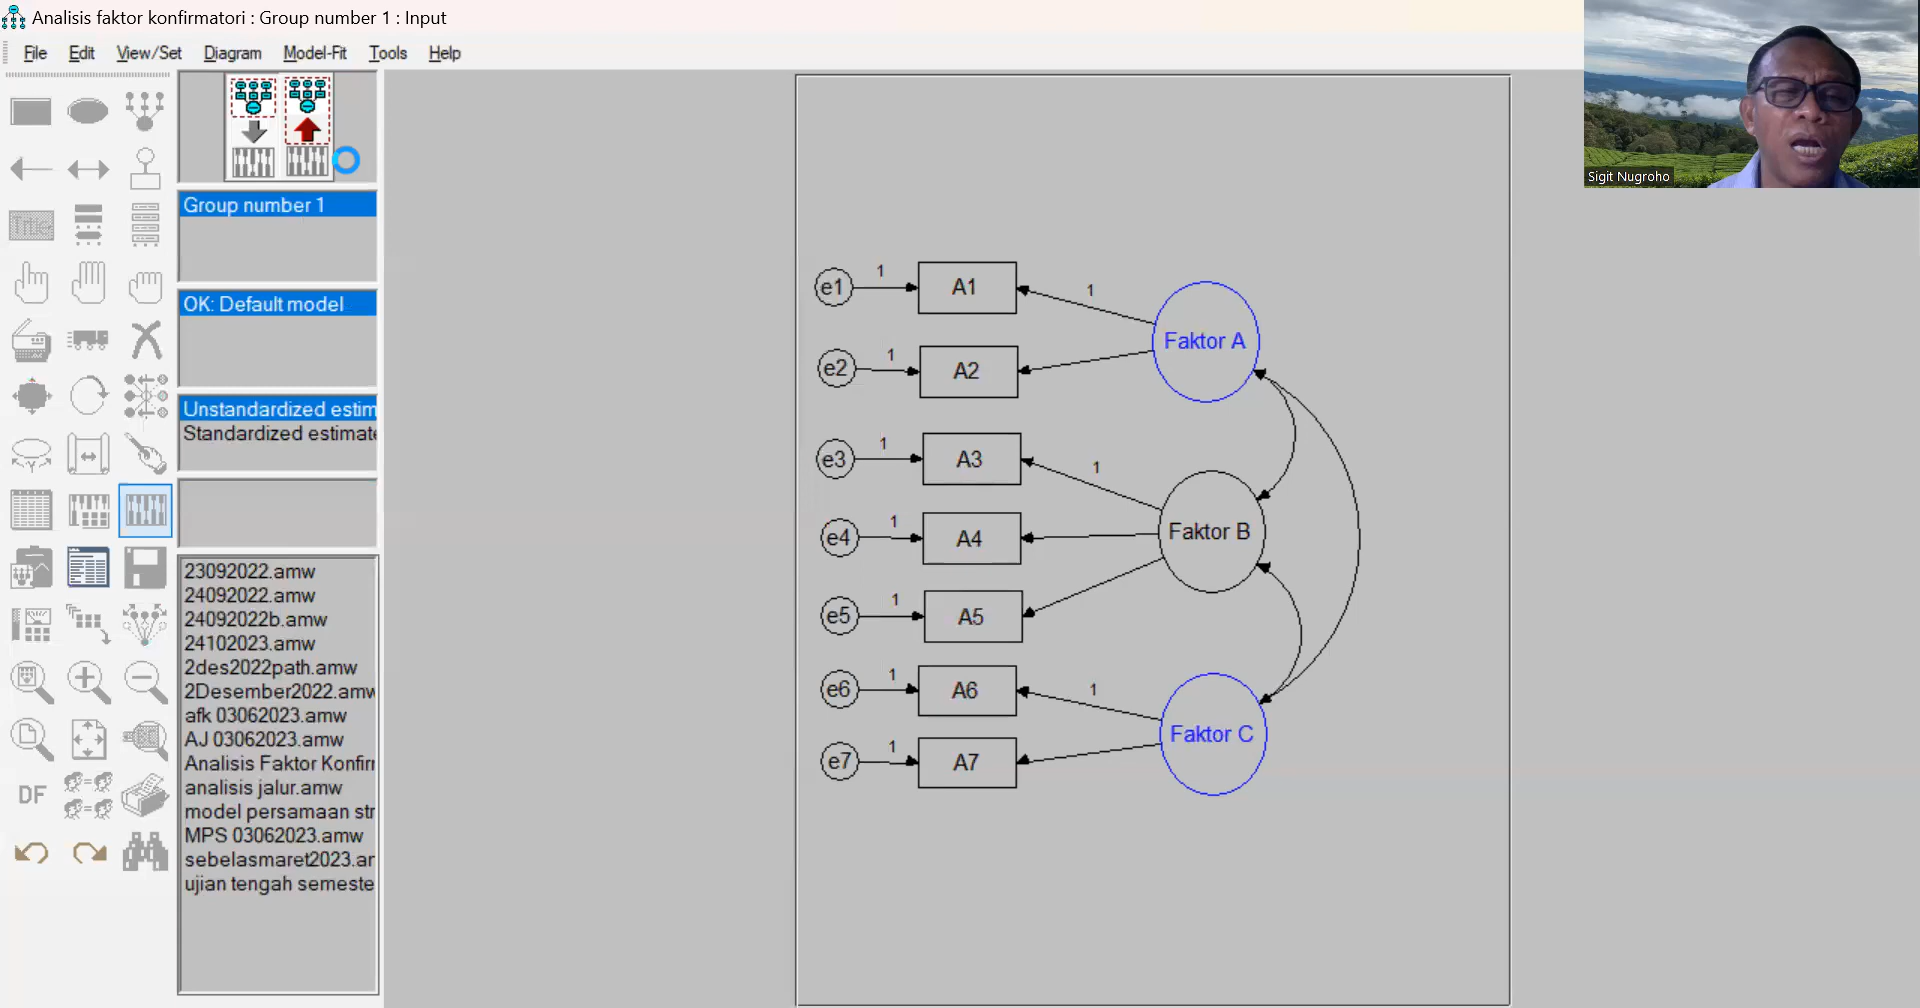 Analisis faktor konfirmatori : Group number 1 : Input
File Edit View/Set Diagram Model-Fit Tools Help
Sigit Nugroho
Title
DF
Group number 1
OK: Default model
Unstandardized estim
Standardized estimate
23092022.amw
24092022.amw
24092022b.amw
24102023.amw
2des2022path.amw
2Desember2022.amw
afk 03062023.amw
AJ 03062023.amw
Analisis Faktor Konfir
analisis jalur.amw
model persamaan str
MPS 03062023.amw
sebelasmaret2023.ar
ujian tengah semeste
e1 1 A1 1 Faktor A
e2 1 A2
e3 1 A3 1 Faktor B
e4 1 A4
e5 1 A5
e6 1 A6 1 Faktor C
e7 1 A7